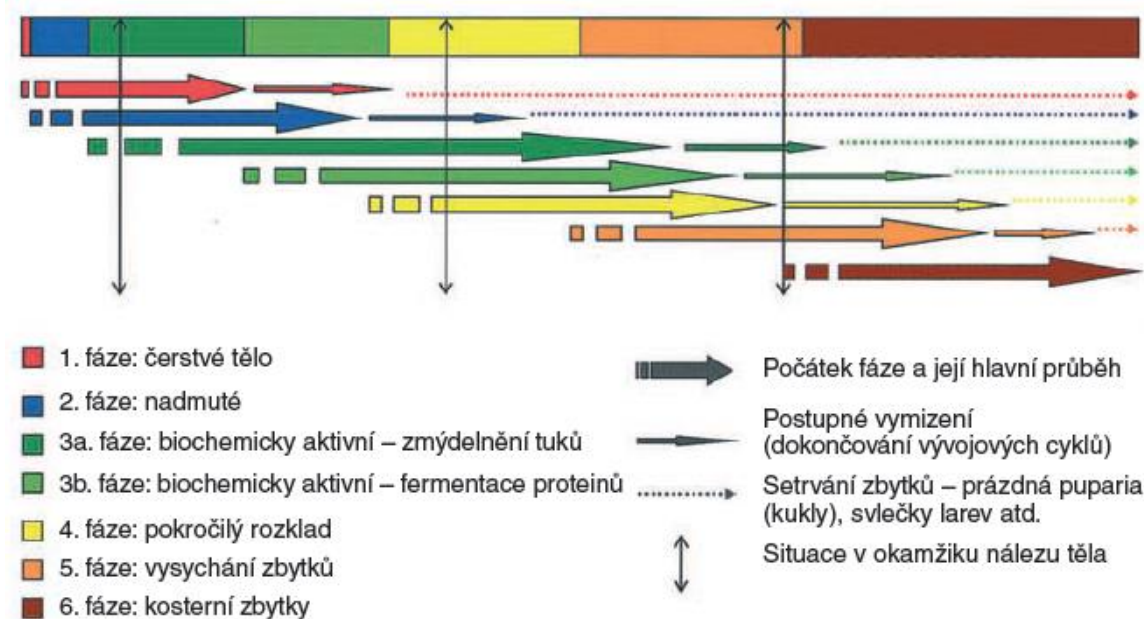 1. fáze: čerstvé tělo
2. fáze: nadmuté
3a. fáze: biochemicky aktivní – zmýdelnění tuků
3b. fáze: biochemicky aktivní – fermentace proteinů
4. fáze: pokročilý rozklad
5. fáze: vysychání zbytků
6. fáze: kosterní zbytky
Počátek fáze a její hlavní průběh
Postupné vymizení
(dokončování vývojových cyklů)
Setrvání zbytků – prázdná puparia
(kukly), svlečky larev atd.
Situace v okamžiku nálezu těla